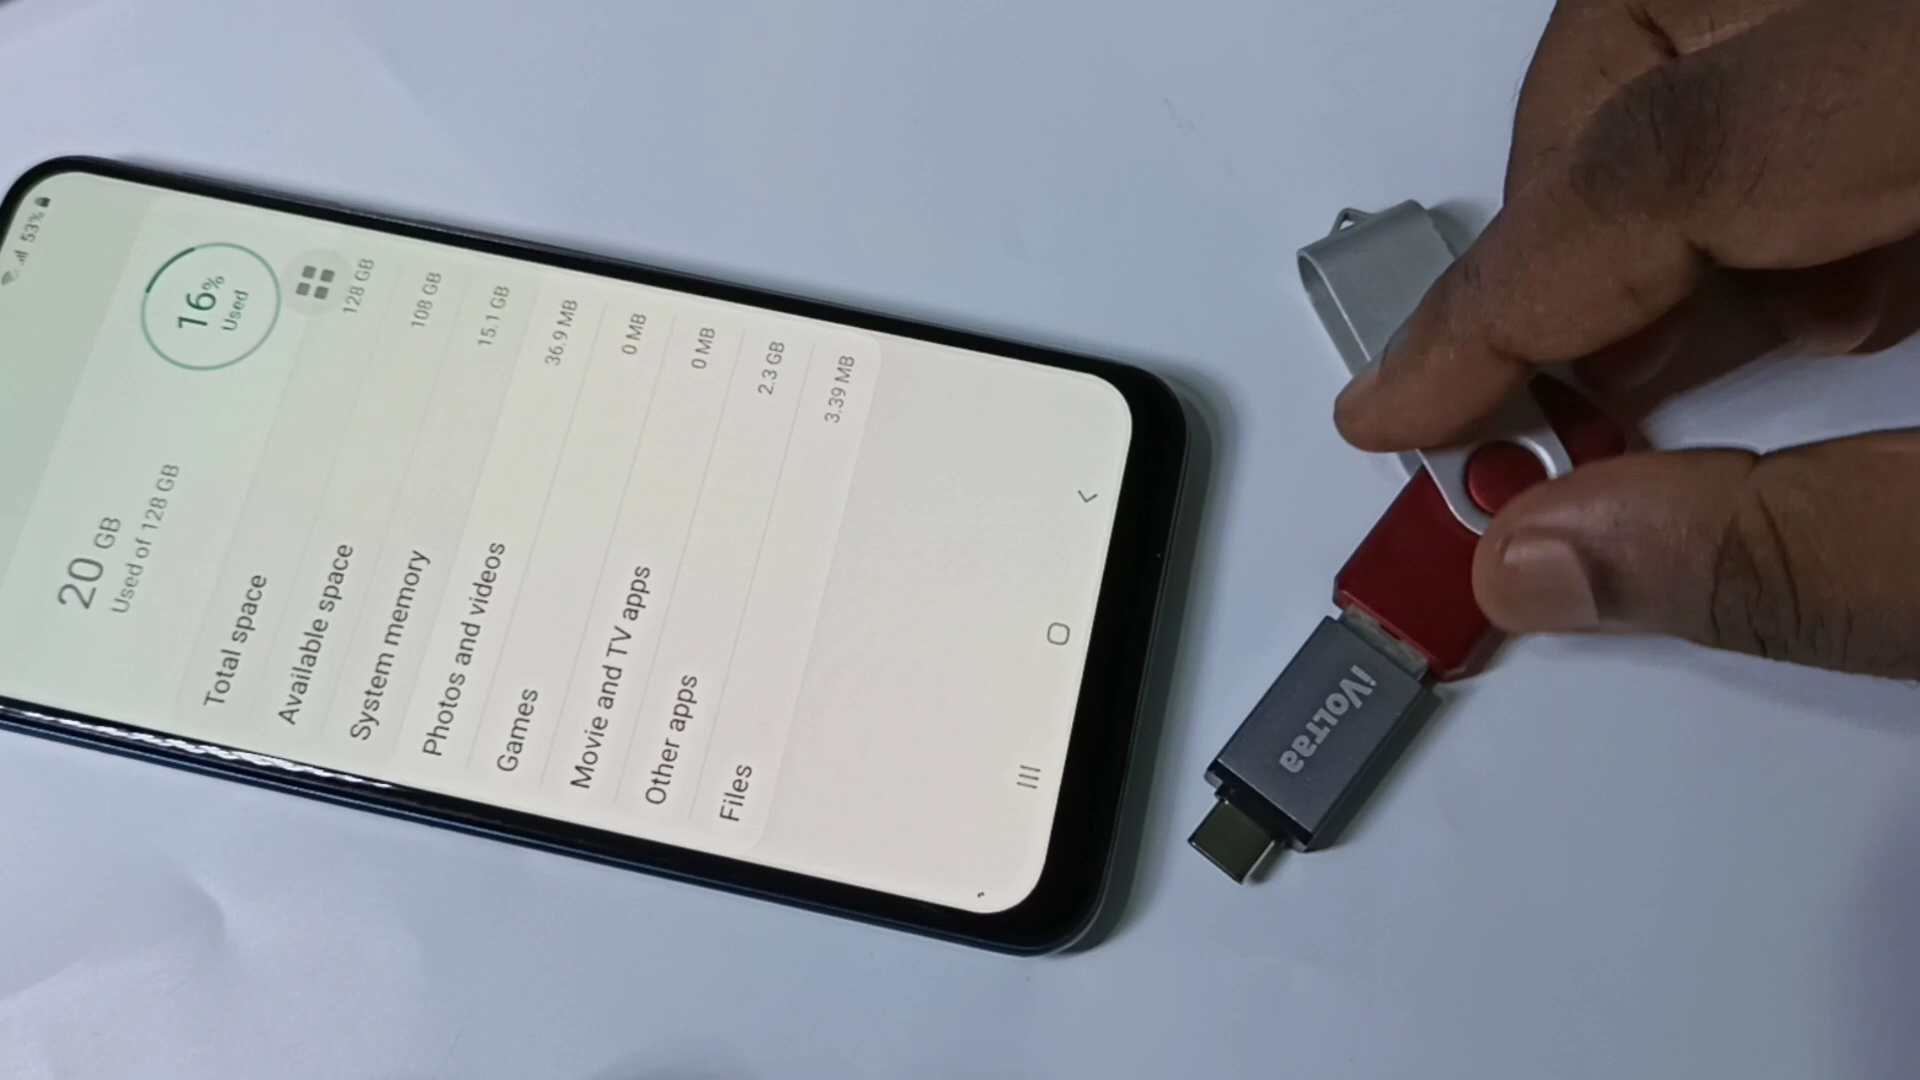 53%
20 GB
Used of 128 GB
16%
Used
Total space 128 GB
Available space 108 GB
System memory 15.1 GB
Photos and videos 36.9 MB
Games 0 MB
Movie and TV apps 0 MB
Other apps 2.3 GB
Files 3.39 MB
iVoltaa